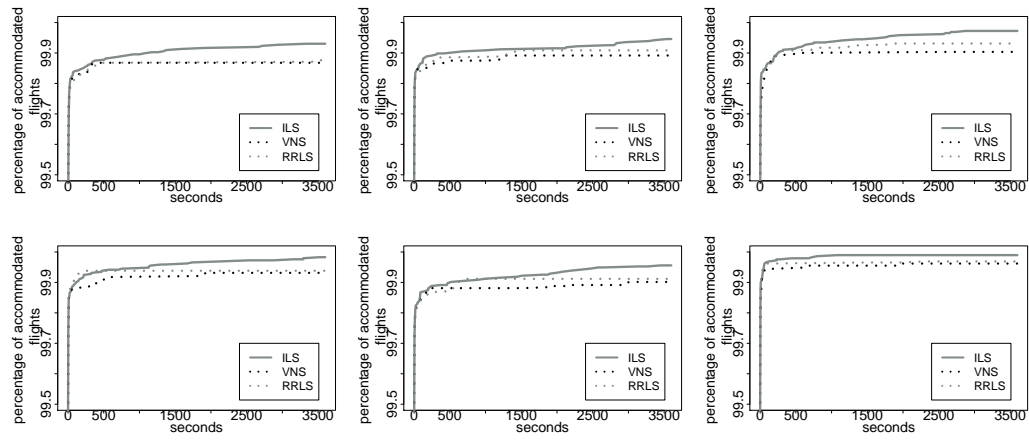 percentage of accommodated
flights
99.5 99.7 99.9
ILS
VNS
RRLS
0 500 1500 2500 3500
seconds
percentage of accommodated
flights
99.5 99.7 99.9
ILS
VNS
RRLS
0 500 1500 2500 3500
seconds
percentage of accommodated
flights
99.5 99.7 99.9
ILS
VNS
RRLS
0 500 1500 2500 3500
seconds
percentage of accommodated
flights
99.5 99.7 99.9
ILS
VNS
RRLS
0 500 1500 2500 3500
seconds
percentage of accommodated
flights
99.5 99.7 99.9
ILS
VNS
RRLS
0 500 1500 2500 3500
seconds
percentage of accommodated
flights
99.5 99.7 99.9
ILS
VNS
RRLS
0 500 1500 2500 3500
seconds